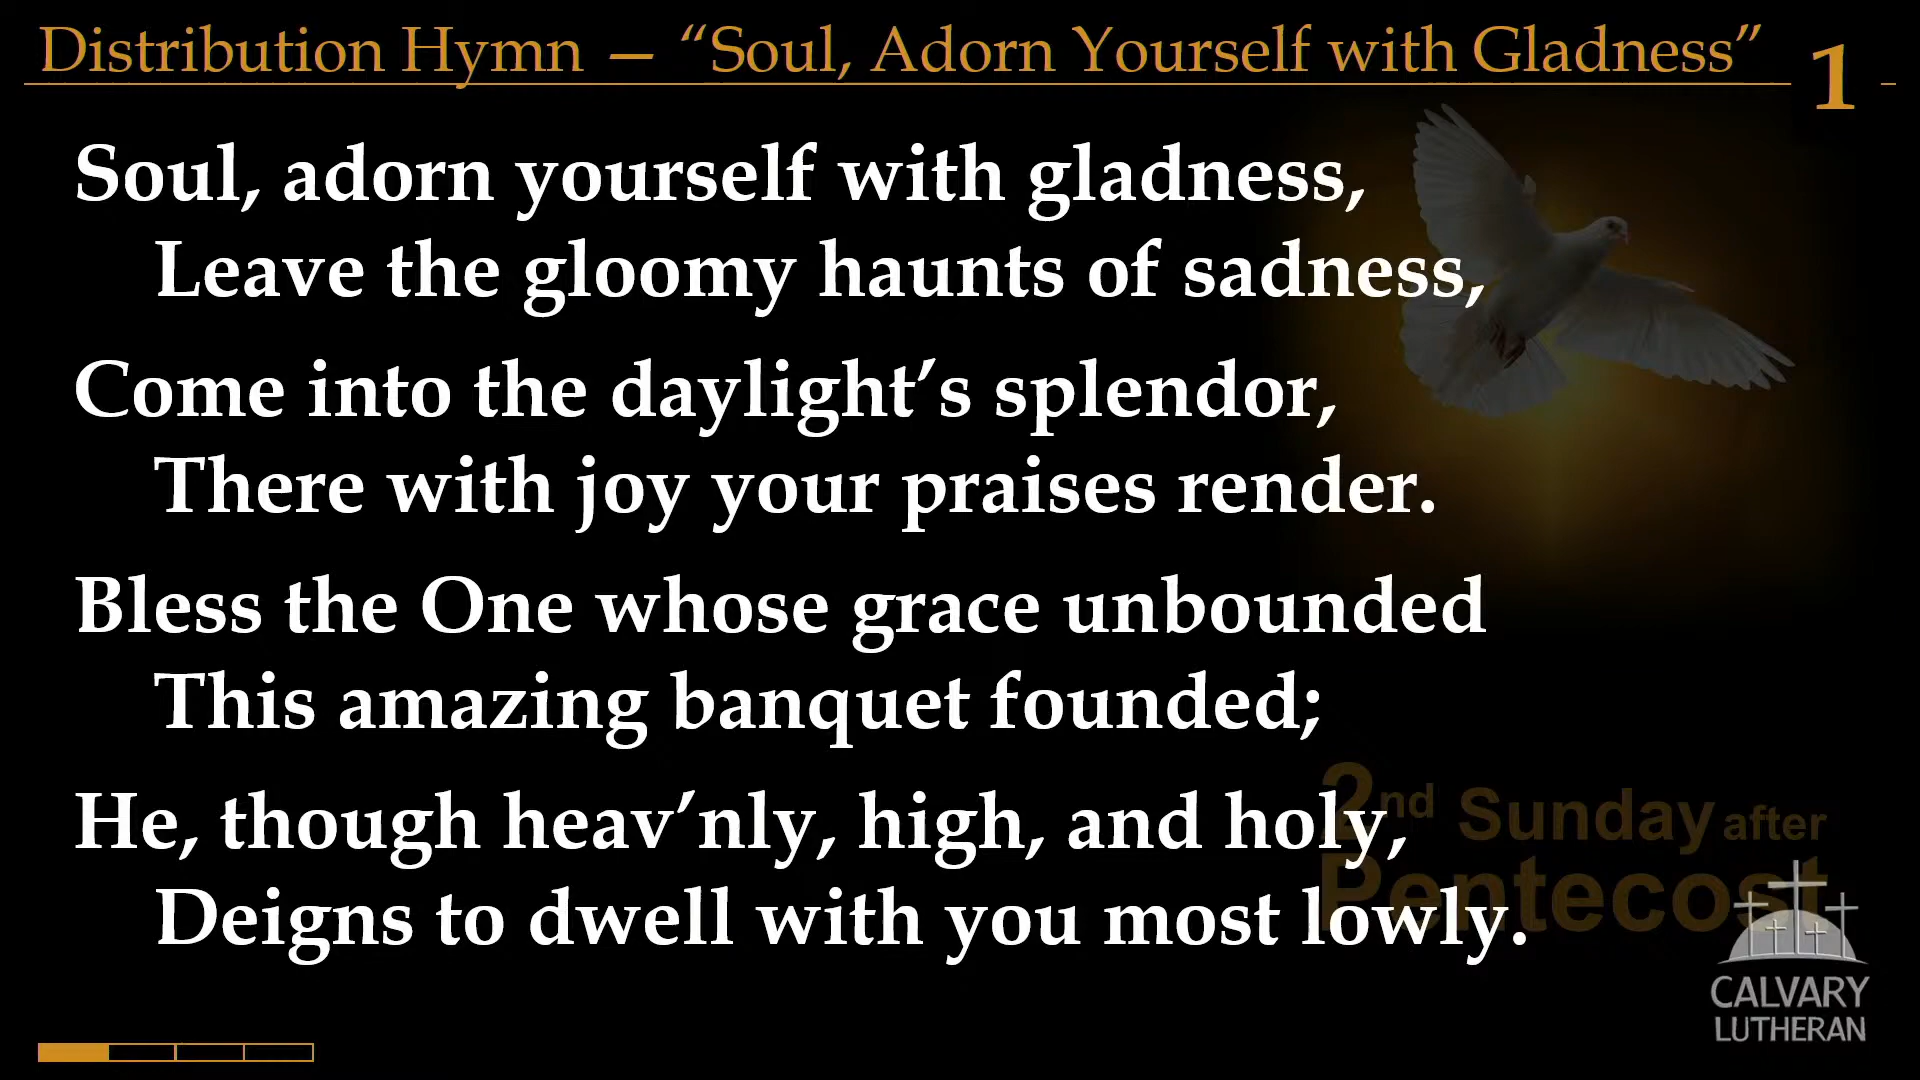 Distribution Hymn — “Soul, Adorn Yourself with Gladness” 1
Soul, adorn yourself with gladness,
Leave the gloomy haunts of sadness,
Come into the daylight’s splendor,
There with joy your praises render.
Bless the One whose grace unbounded
This amazing banquet founded;
He, though heav’nly, high, and holy,
Deigns to dwell with you most lowly.
2nd Sunday after
Pentecost
CALVARY
LUTHERAN